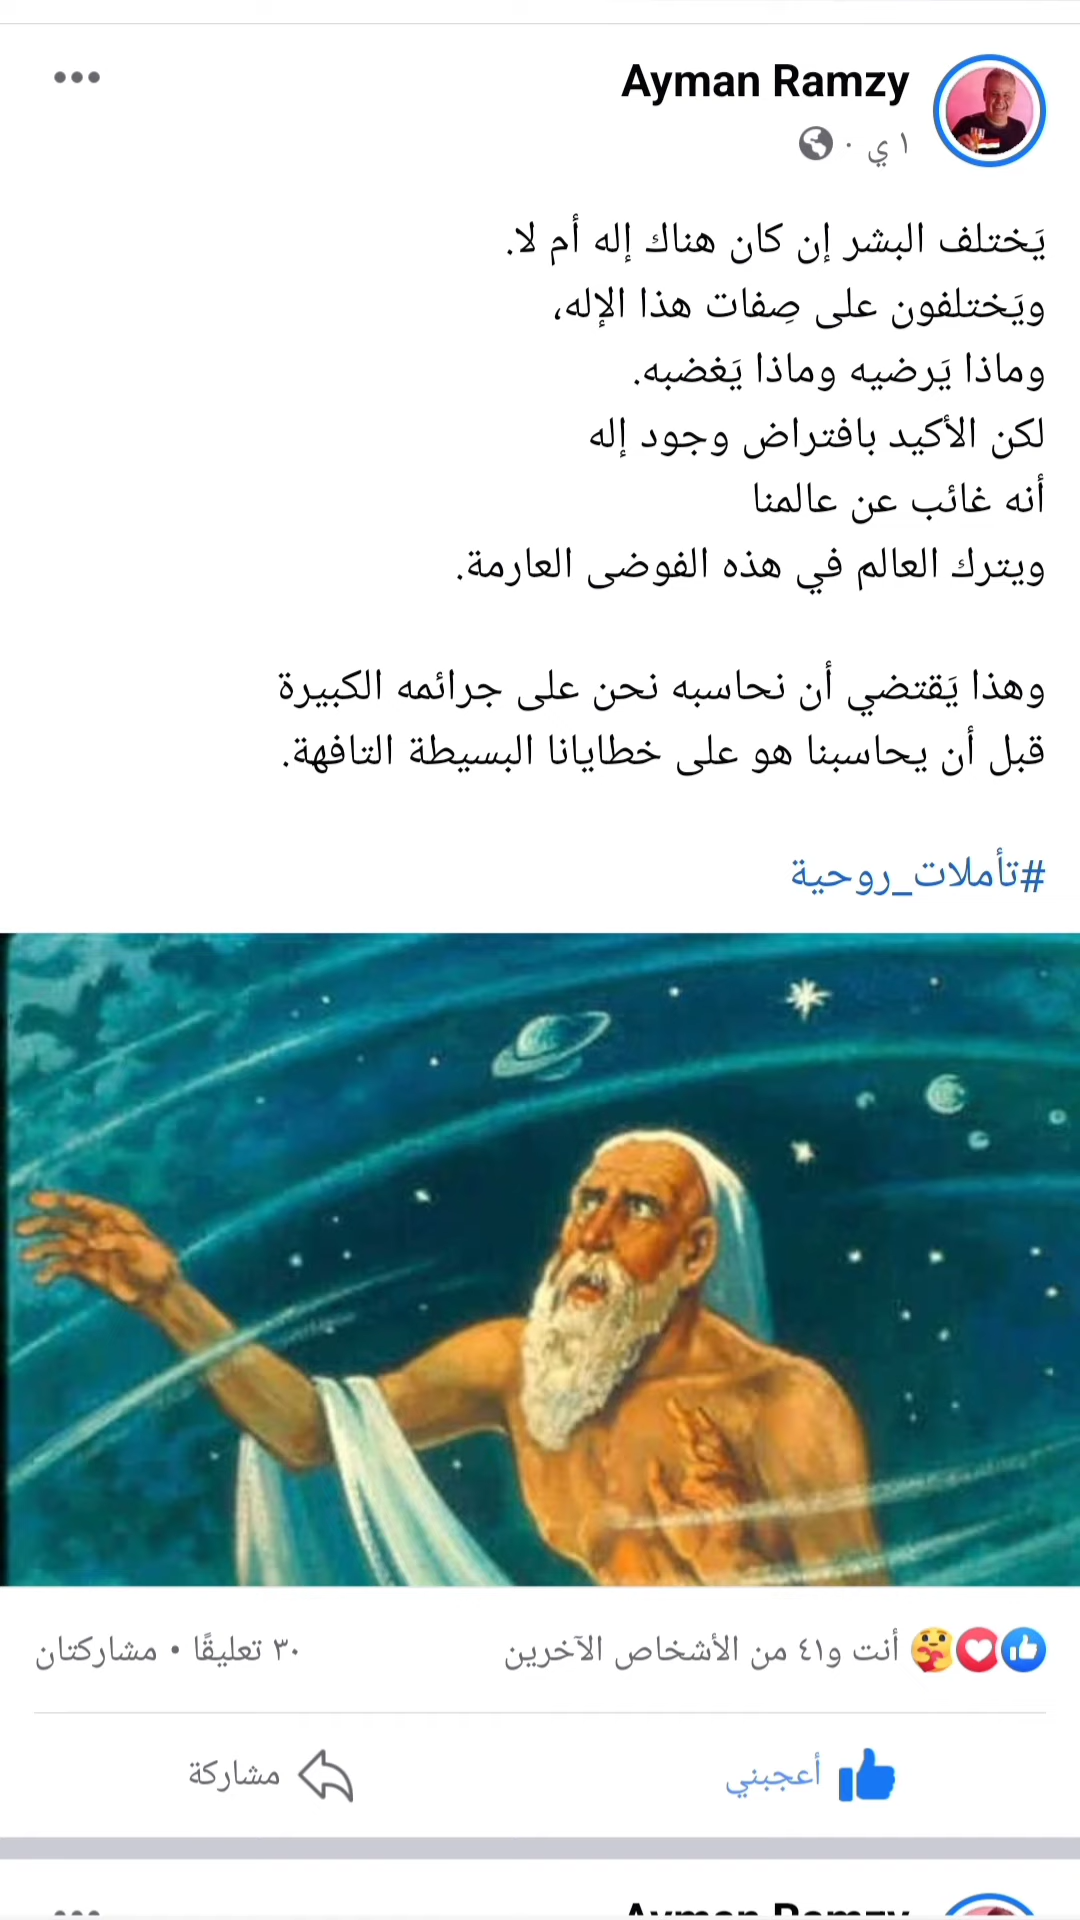 Ayman Ramzy
١ ي ·
يَختلف البشر إن كان هناك إله أم لا.
ويَختلفون على صِفات هذا الإله،
وماذا يَرضيه وماذا يَغضبه.
لكن الأكيد بافتراض وجود إله
أنه غائب عن عالمنا
ويترك العالم في هذه الفوضى العارمة.
وهذا يَقتضي أن نحاسبه نحن على جرائمه الكبيرة
قبل أن يحاسبنا هو على خطايانا البسيطة التافهة.
#تأملات_روحية
أنت و٤١ من الأشخاص الآخرين
٣٠ تعليقًا • مشاركتان
أعجبني
مشاركة
Ayman Ramzy